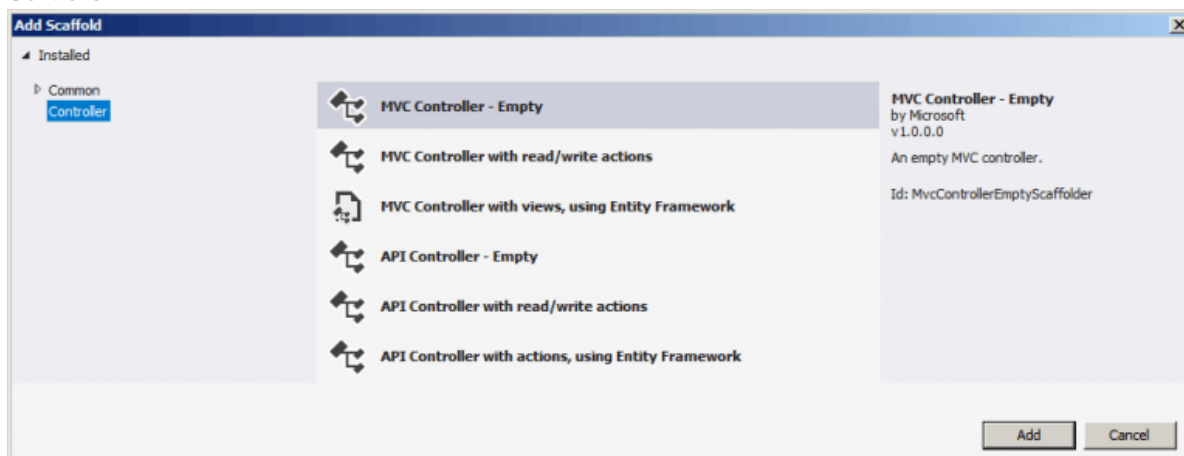 Add Scaffold
Installed
Common
Controller
MVC Controller - Empty
MVC Controller with read/write actions
MVC Controller with views, using Entity Framework
API Controller - Empty
API Controller with read/write actions
API Controller with actions, using Entity Framework
MVC Controller - Empty
by Microsoft
v1.0.0.0
An empty MVC controller.
Id: MvcControllerEmptyScaffolder
Add
Cancel